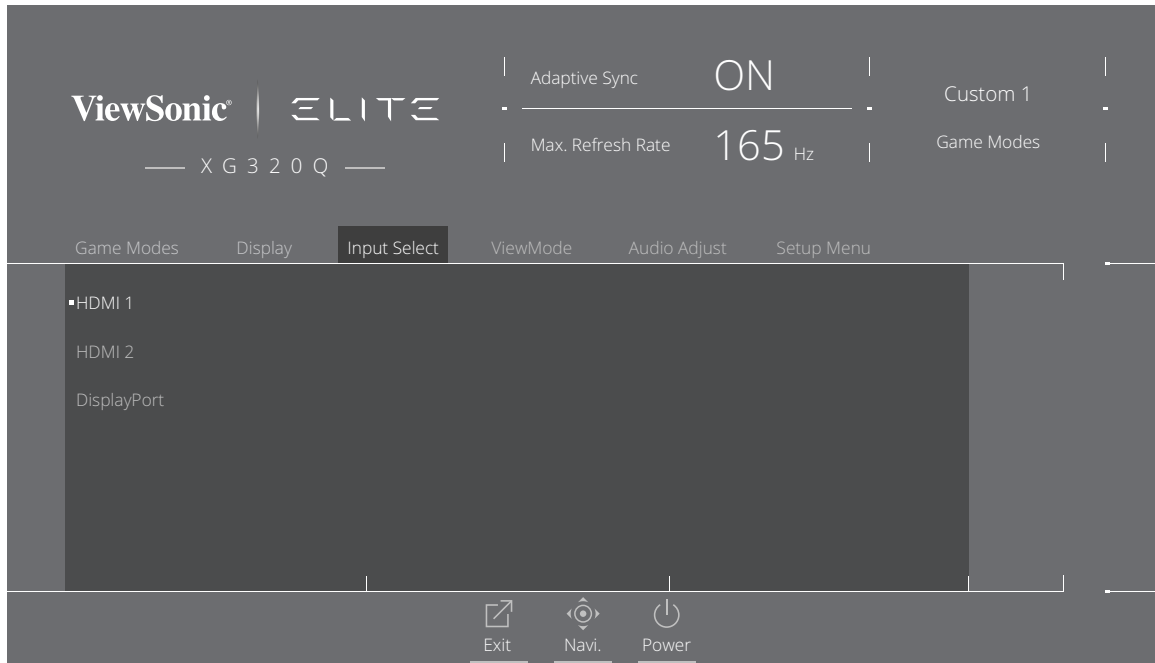 ViewSonic® ELITE
XG320Q
Adaptive Sync ON
Max. Refresh Rate 165 Hz
Custom 1
Game Modes
Game Modes Display Input Select ViewMode Audio Adjust Setup Menu
HDMI 1
HDMI 2
DisplayPort
Exit Navi. Power